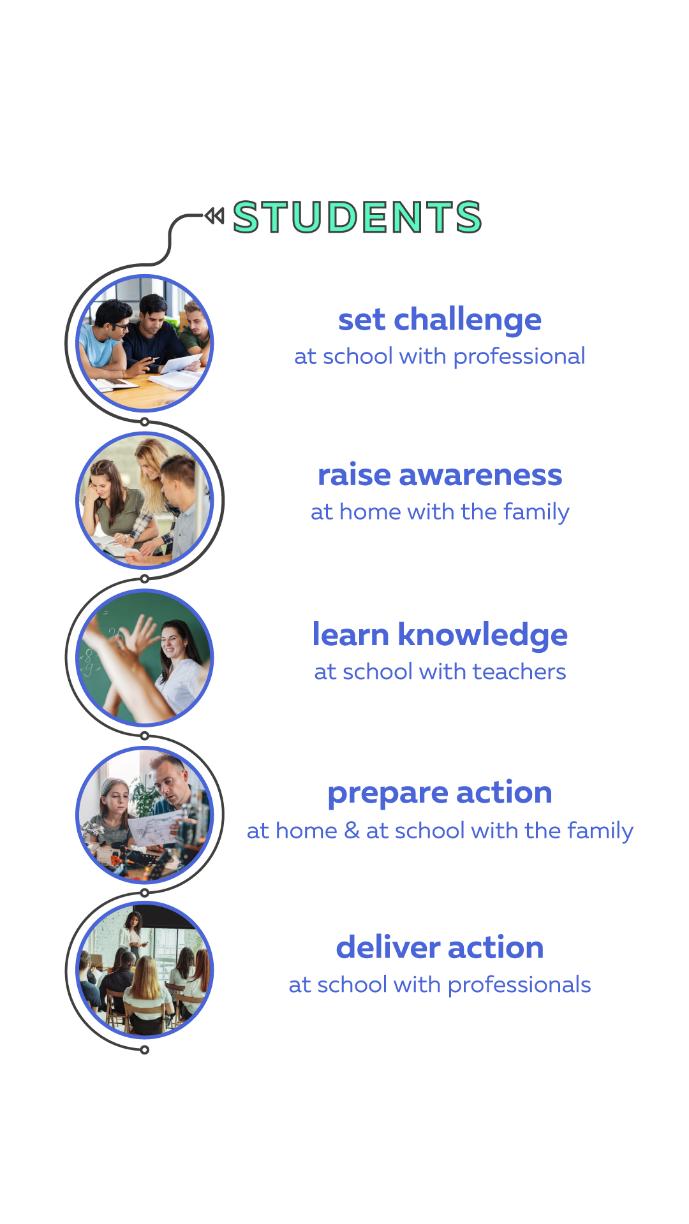 STUDENTS
set challenge
at school with professional
raise awareness
at home with the family
learn knowledge
at school with teachers
prepare action
at home & at school with the family
deliver action
at school with professionals